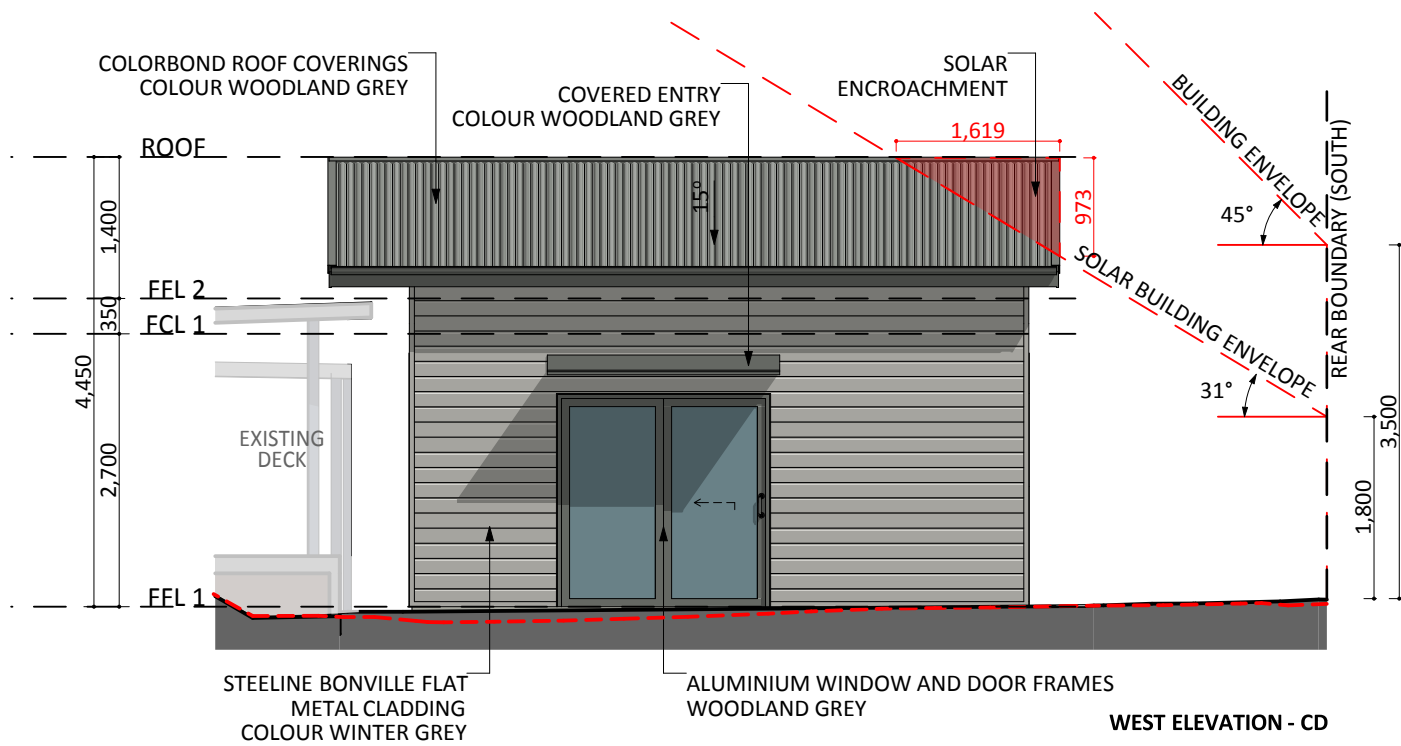 COLORBOND ROOF COVERINGS
COLOUR WOODLAND GREY
COVERED ENTRY
COLOUR WOODLAND GREY
SOLAR
ENCROACHMENT
BUILDING ENVELOPE
REAR BOUNDARY (SOUTH)
1,619
973
45°
SOLAR BUILDING ENVELOPE
31°
3,500
1,800
ROOF
1,400
15°
FFL 2
350
FCL 1
4,450
2,700
EXISTING
DECK
FFL 1
STEELINE BONVILLE FLAT
METAL CLADDING
COLOUR WINTER GREY
ALUMINIUM WINDOW AND DOOR FRAMES
WOODLAND GREY
WEST ELEVATION - CD